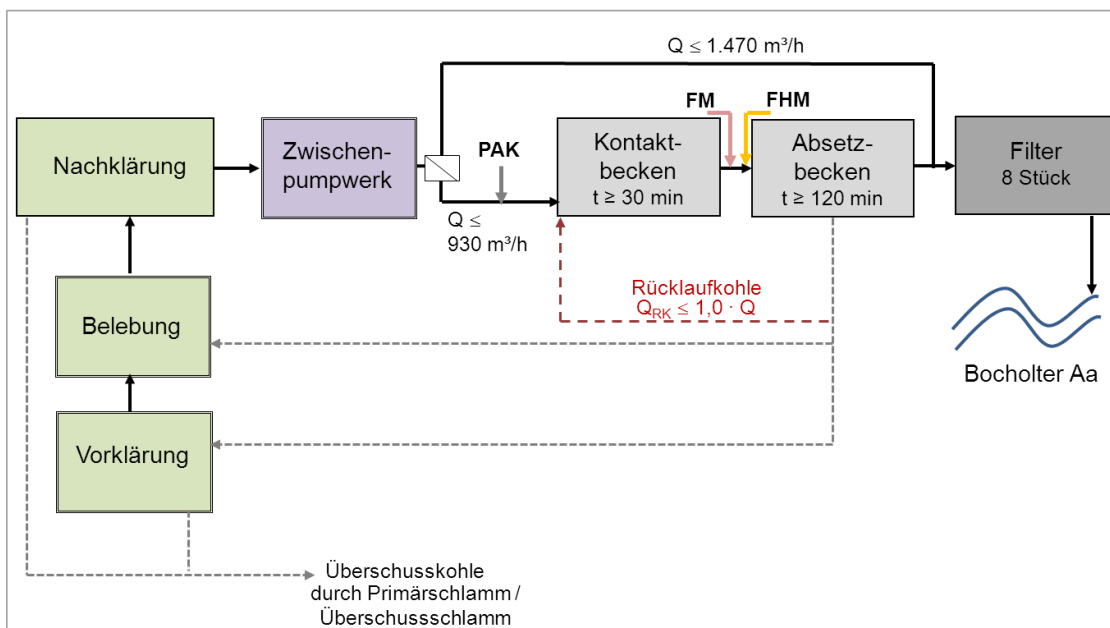 Q ≤ 1.470 m³/h
FM
FHM
Nachklärung
Zwischen-
pumpwerk
PAK
Kontakt-
becken
t ≥ 30 min
Absetz-
becken
t ≥ 120 min
Filter
8 Stück
Q ≤
930 m³/h
Rücklaufkohle
Q_RK ≤ 1,0 · Q
Belebung
Bocholter Aa
Vorklärung
Überschusskohle
durch Primärschlamm /
Überschussschlamm